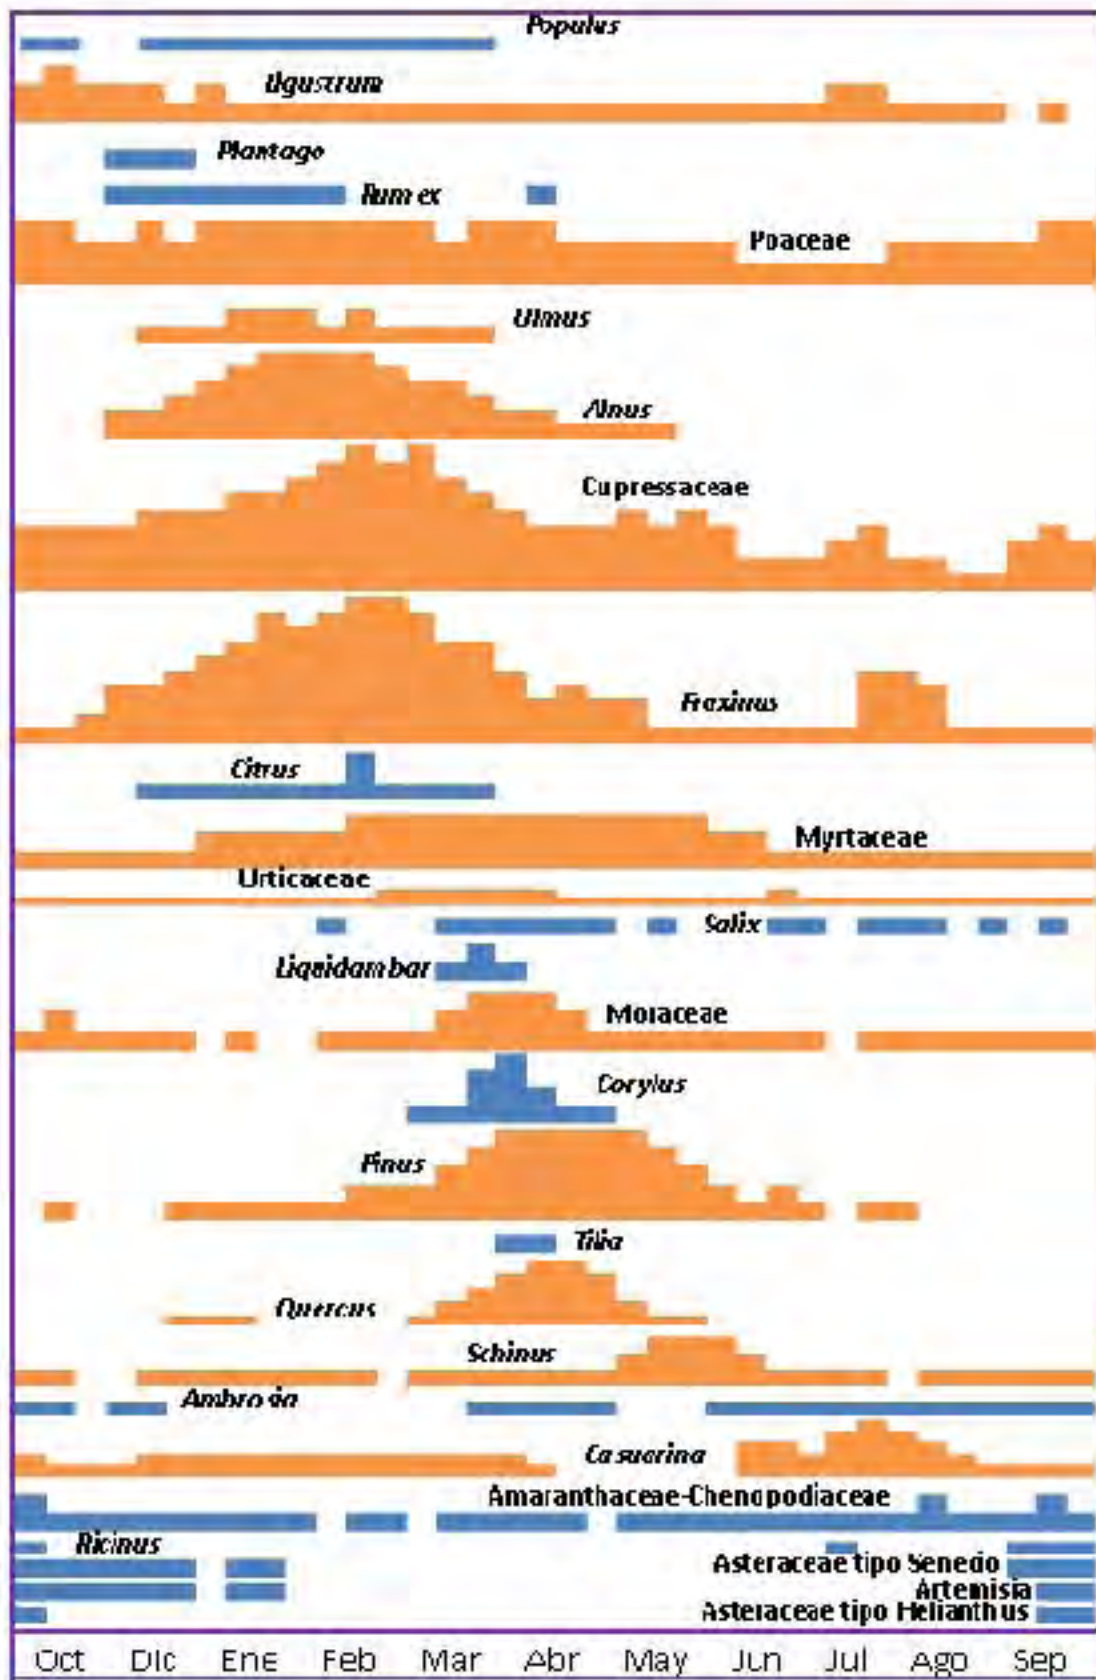 Populus
Ligustrum
Plantago
Rumex
Poaceae
Ulmus
Alnus
Cupressaceae
Fraxinus
Citrus
Myrtaceae
Urticaceae
Salix
Liquidambar
Moraceae
Corylus
Pinus
Tilia
Quercus
Schinus
Ambrosia
Casuarina
Amaranthaceae-Chenopodiaceae
Ricinus
Asteraceae tipo Senecio
Artemisia
Asteraceae tipo Helianthus
Oct Dic Ene Feb Mar Abr May Jun Jul Ago Sep